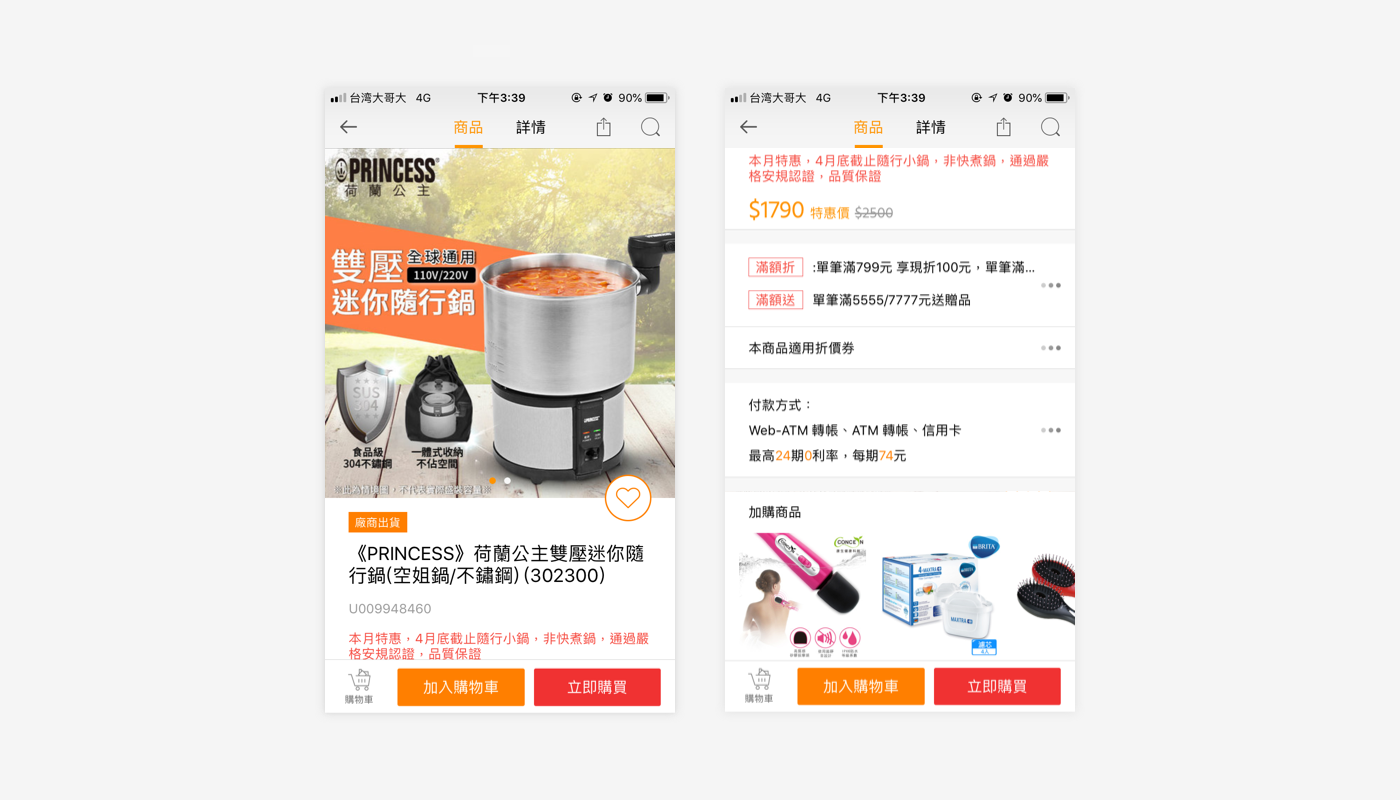 台湾大哥大 4G 下午3:39 90%
商品 詳情
PRINCESS
荷蘭公主
雙壓 全球通用
110V/220V
迷你隨行鍋
SUS
304
PRINCESS
食品級
304不鏽鋼
一體式收納
不佔空間
廠商出貨
《PRINCESS》荷蘭公主雙壓迷你隨
行鍋(空姐鍋/不鏽鋼) (302300)
U009948460
本月特惠，4月底截止隨行小鍋，非快煮鍋，通過嚴
格安規認證，品質保證
購物車 加入購物車 立即購買
台湾大哥大 4G 下午3:39 90%
商品 詳情
本月特惠，4月底截止隨行小鍋，非快煮鍋，通過嚴
格安規認證，品質保證
$1790 特惠價 $2500
滿額折 :單筆滿799元 享現折100元，單筆滿...
滿額送 單筆滿5555/7777元送贈品
本商品適用折價券
付款方式：
Web-ATM 轉帳、ATM 轉帳、信用卡
最高24期0利率，每期74元
加購商品
CONCERN
BRITA
4 MAXTRA+
BRITA
MAXTRA+
濾芯
4入
購物車 加入購物車 立即購買